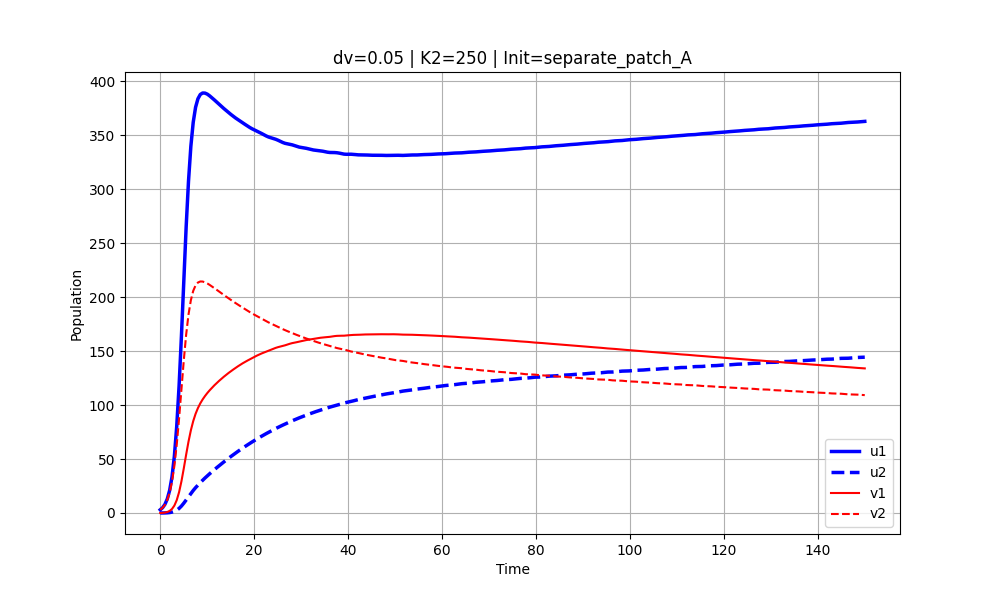 dv=0.05 | K2=250 | Init=separate_patch_A
Population
400
350
300
250
200
150
100
50
0
u1
u2
v1
v2
0 20 40 60 80 100 120 140
Time